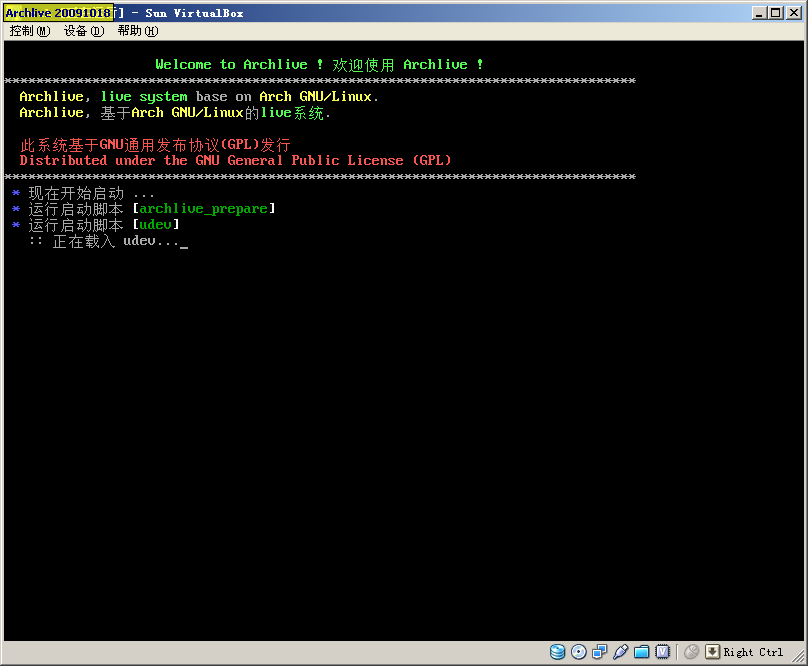 Archlive 20091018 行] - Sun VirtualBox
控制(M) 设备(D) 帮助(H)
Welcome to Archlive ! 欢迎使用 Archlive !
*******************************************************************************
Archlive, live system base on Arch GNU/Linux.
Archlive, 基于Arch GNU/Linux的live系统.
此系统基于GNU通用发布协议(GPL)发行
Distributed under the GNU General Public License (GPL)
*******************************************************************************
* 现在开始启动 ...
* 运行启动脚本 [archlive_prepare]
* 运行启动脚本 [udev]
:: 正在载入 udev..._
Right Ctrl